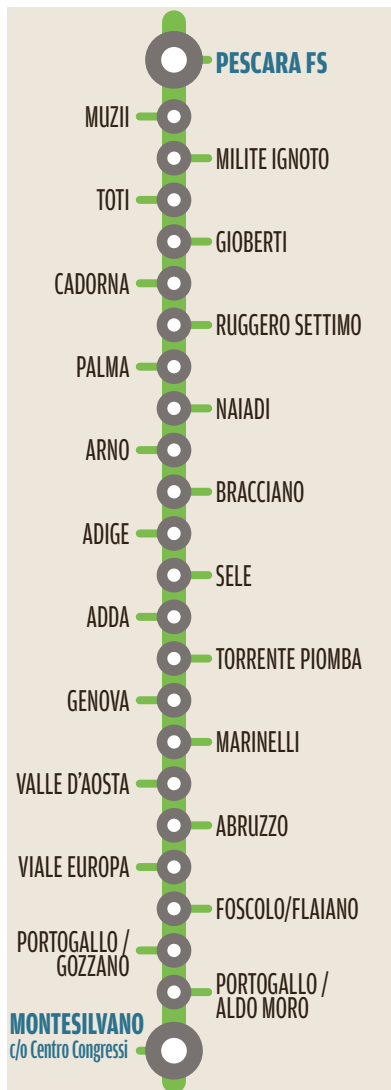 PESCARA FS
MUZII
MILITE IGNOTO
TOTI
GIOBERTI
CADORNA
RUGGERO SETTIMO
PALMA
NAIADI
ARNO
BRACCIANO
ADIGE
SELE
ADDA
TORRENTE PIOMBA
GENOVA
MARINELLI
VALLE D'AOSTA
ABRUZZO
VIALE EUROPA
FOSCOLO/FLAIANO
PORTOGALLO /
GOZZANO
PORTOGALLO /
ALDO MORO
MONTESILVANO
c/o Centro Congressi